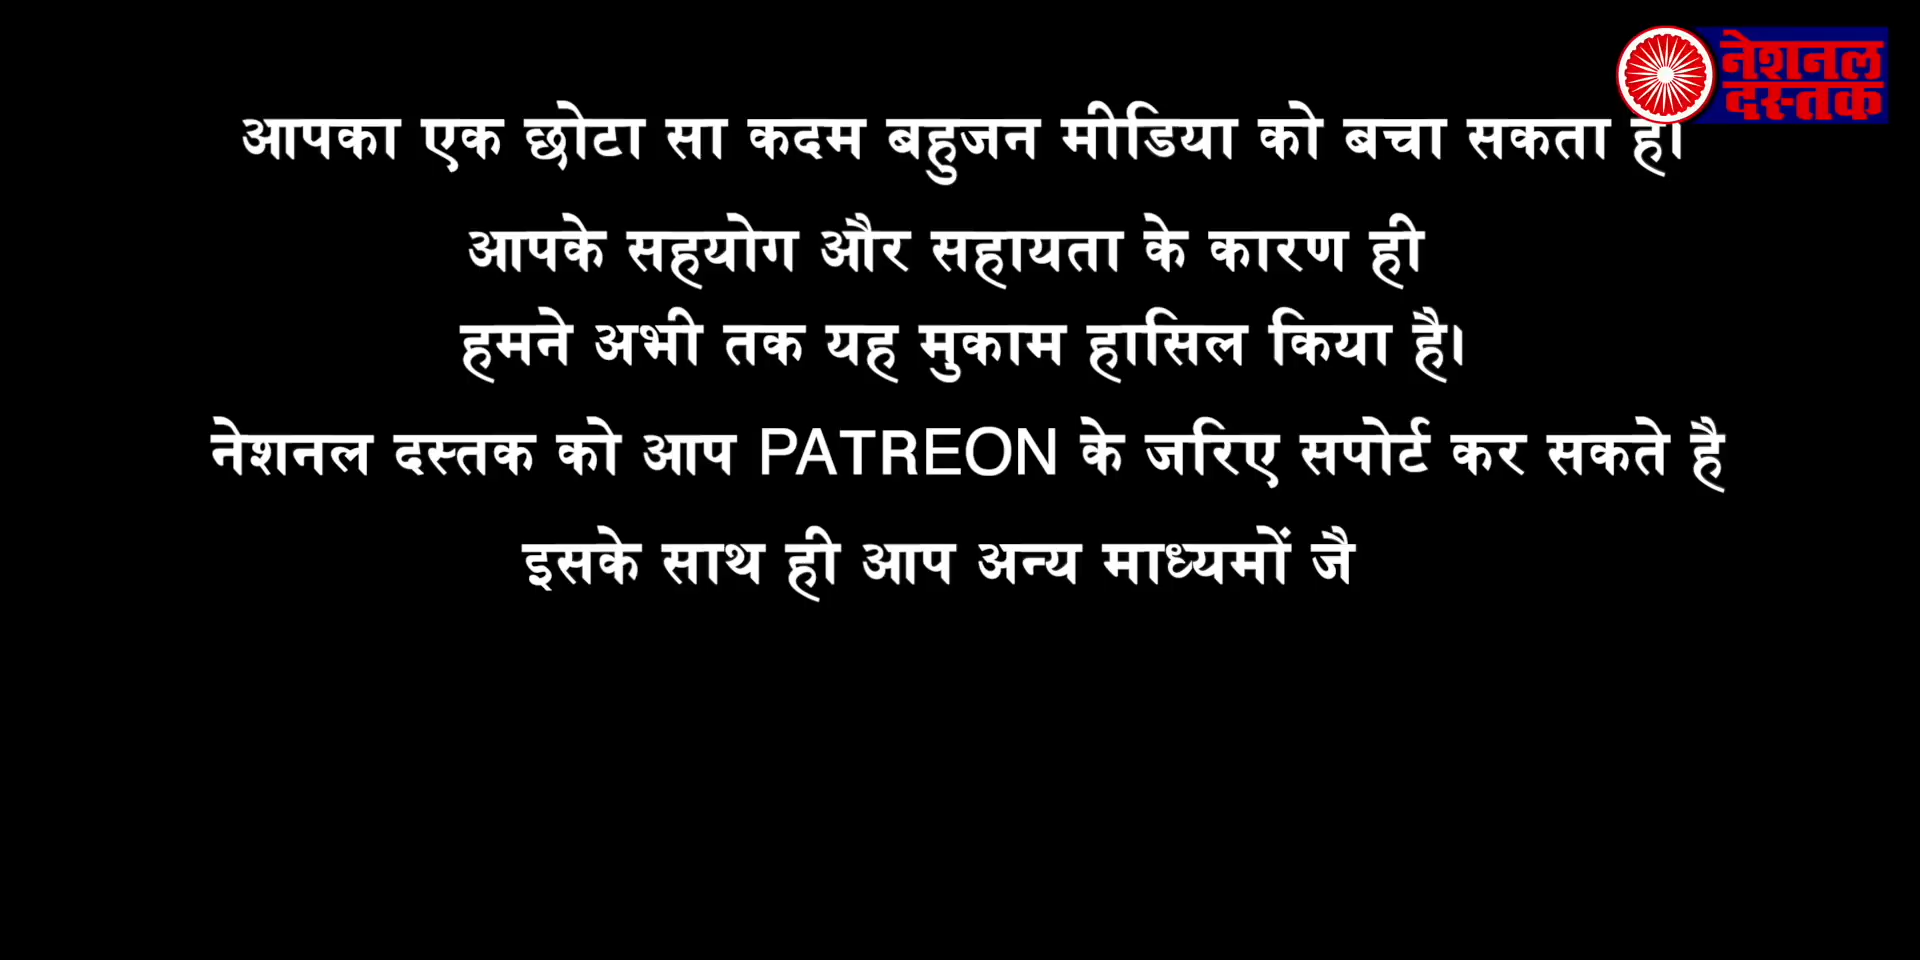 नेशनल
दस्तक
आपका एक छोटा सा कदम बहुजन मीडिया को बचा सकता है।
आपके सहयोग और सहायता के कारण ही
हमने अभी तक यह मुकाम हासिल किया है।
नेशनल दस्तक को आप PATREON के जरिए सपोर्ट कर सकते है
इसके साथ ही आप अन्य माध्यमों जै